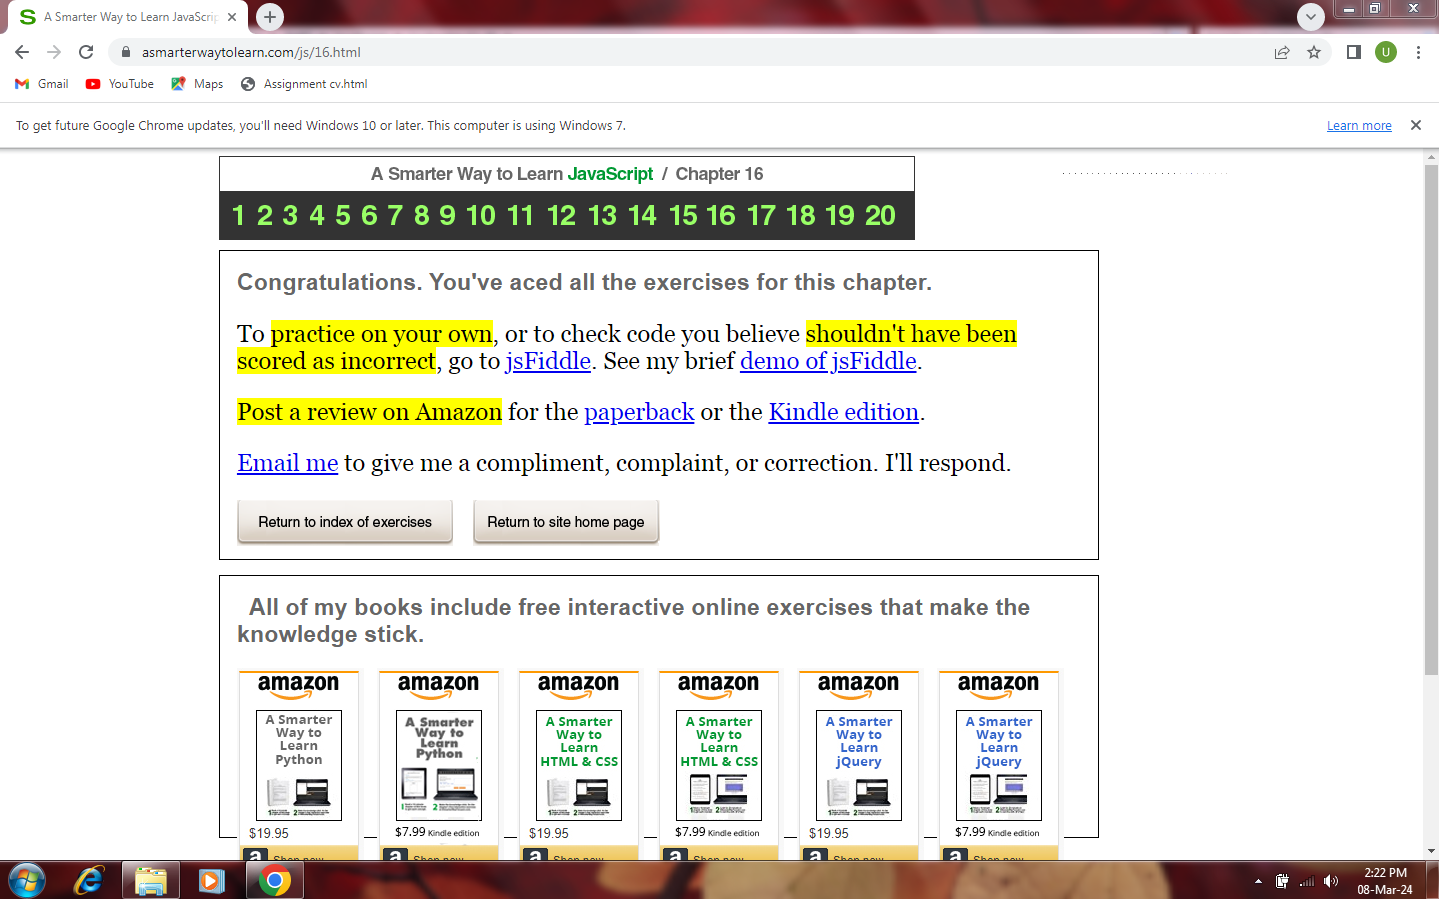 A Smarter Way to Learn JavaScrip
asmarterwaytolearn.com/js/16.html
U
Gmail YouTube Maps Assignment cv.html
To get future Google Chrome updates, you'll need Windows 10 or later. This computer is using Windows 7. Learn more
A Smarter Way to Learn JavaScript / Chapter 16
1 2 3 4 5 6 7 8 9 10 11 12 13 14 15 16 17 18 19 20
Congratulations. You've aced all the exercises for this chapter.
To practice on your own, or to check code you believe shouldn't have been
scored as incorrect, go to jsFiddle. See my brief demo of jsFiddle.
Post a review on Amazon for the paperback or the Kindle edition.
Email me to give me a compliment, complaint, or correction. I'll respond.
Return to index of exercises Return to site home page
All of my books include free interactive online exercises that make the
knowledge stick.
amazon amazon amazon amazon amazon amazon
A Smarter Way to Learn Python
A Smarter Way to Learn Python
A Smarter Way to Learn HTML & CSS
A Smarter Way to Learn HTML & CSS
A Smarter Way to Learn jQuery
A Smarter Way to Learn jQuery
$19.95 $7.99 Kindle edition $19.95 $7.99 Kindle edition $19.95 $7.99 Kindle edition
a Shop now a Shop now a Shop now a Shop now a Shop now a Shop now
2:22 PM
08-Mar-24